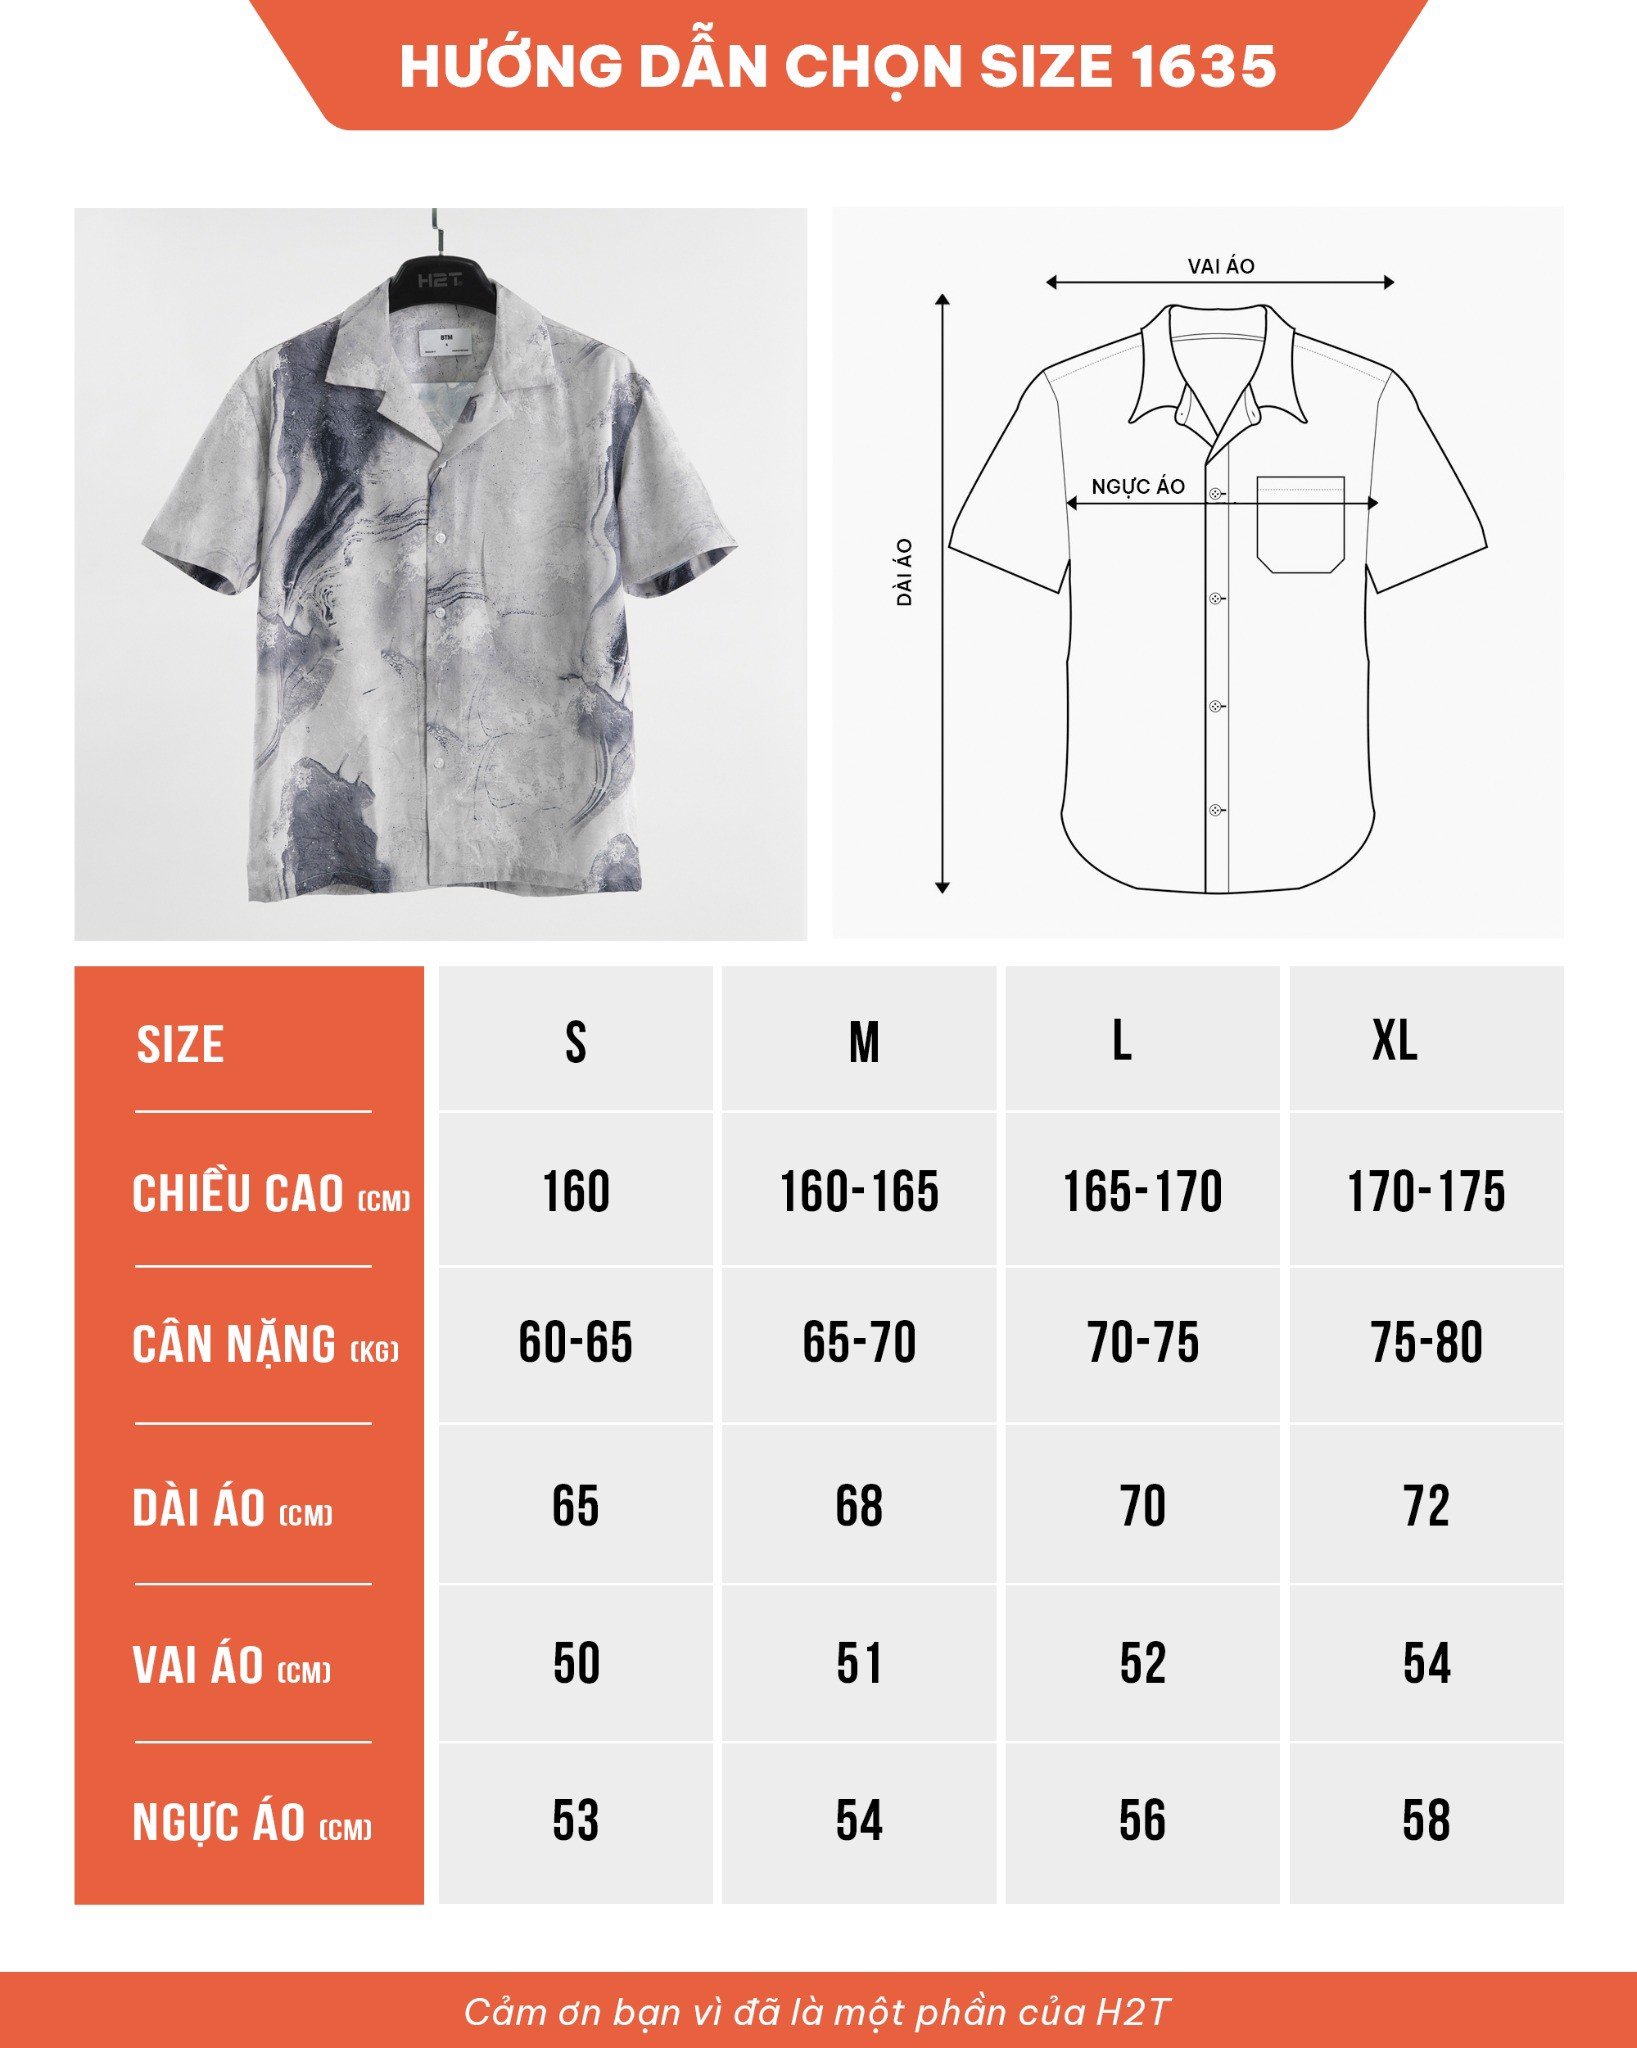 HƯỚNG DẪN CHỌN SIZE 1635
H2T
BTM
VAI ÁO
NGỰC ÁO
DÀI ÁO
SIZE S M L XL
CHIỀU CAO (CM) 160 160-165 165-170 170-175
CÂN NẶNG (KG) 60-65 65-70 70-75 75-80
DÀI ÁO (CM) 65 68 70 72
VAI ÁO (CM) 50 51 52 54
NGỰC ÁO (CM) 53 54 56 58
Cảm ơn bạn vì đã là một phần của H2T